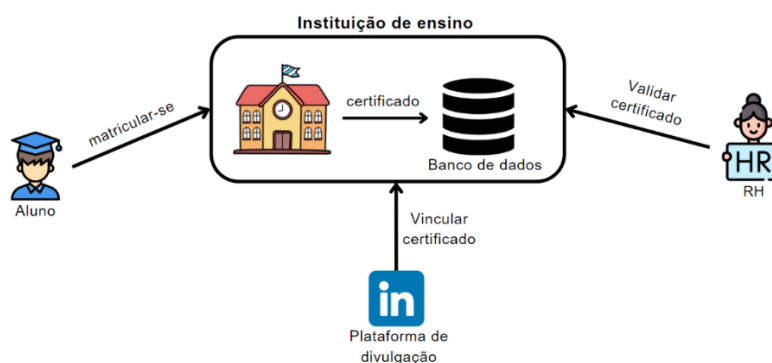 Instituição de ensino
matricular-se
certificado
Validar
certificado
Banco de dados
HR
Aluno
RH
Vincular
certificado
in
Plataforma de
divulgação